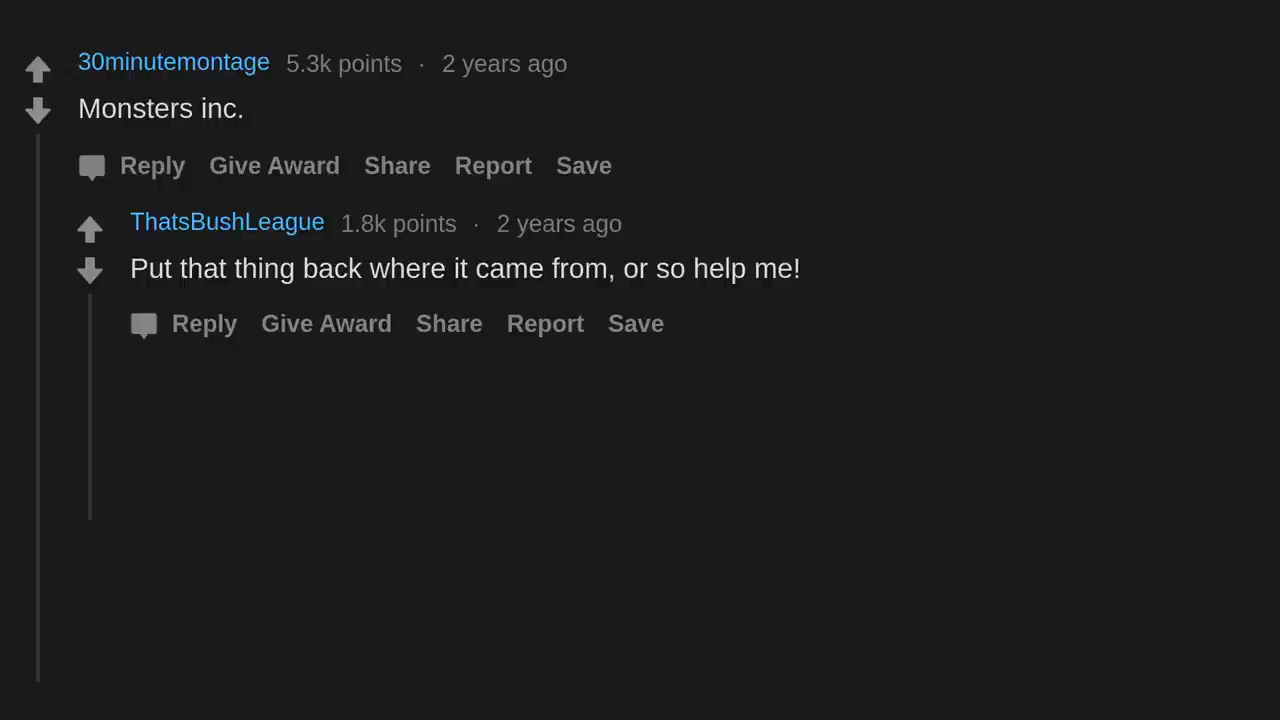 30minutemontage 5.3k points · 2 years ago
Monsters inc.
Reply Give Award Share Report Save
ThatsBushLeague 1.8k points · 2 years ago
Put that thing back where it came from, or so help me!
Reply Give Award Share Report Save